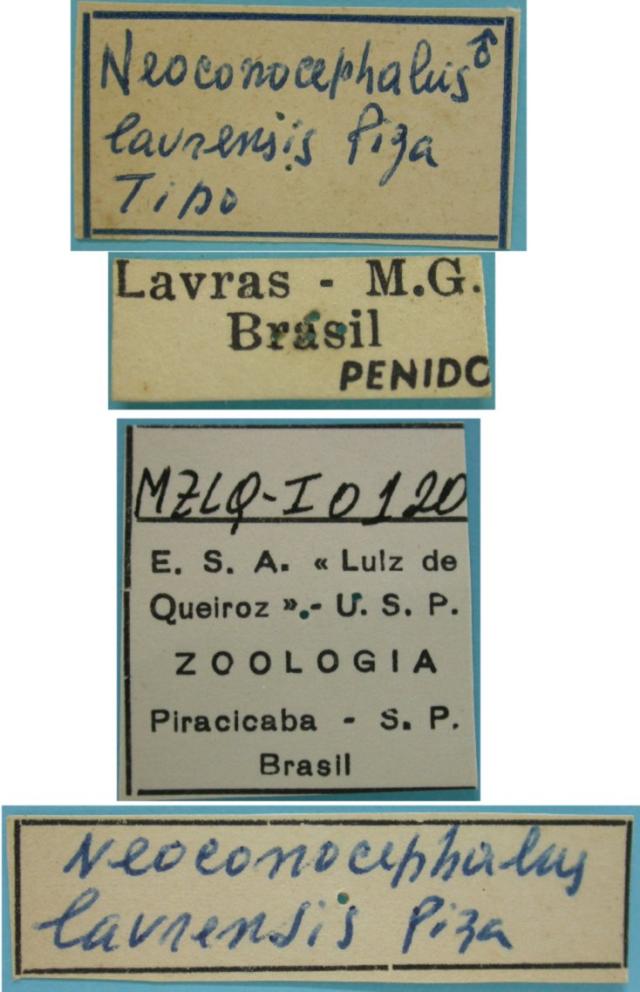 Neoconocephalus ♂
lavrensis Piza
Tipo
Lavras - M.G.
Brasil
PENIDO
MZLQ-I0120
E. S. A. « Luiz de
Queiroz ».- U. S. P.
ZOOLOGIA
Piracicaba - S. P.
Brasil
Neoconocephalus
lavrensis Piza